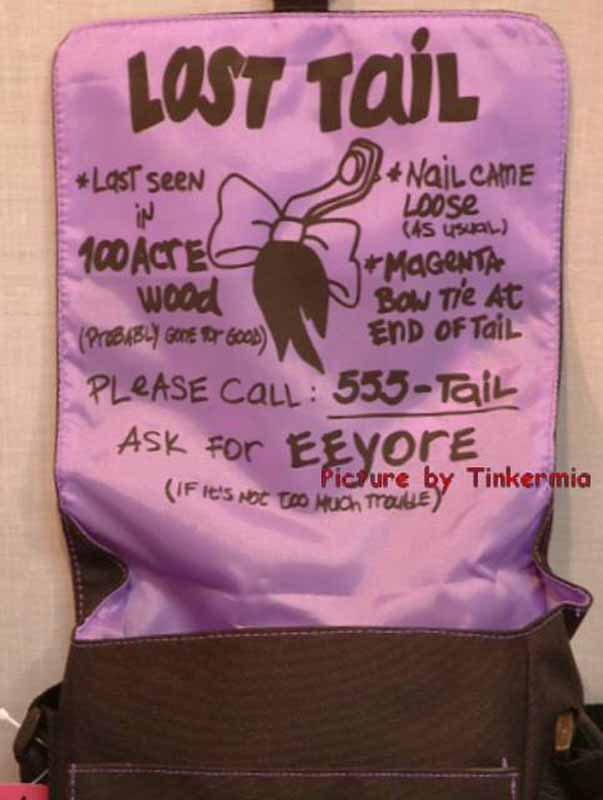 LOST TaiL
*LaST Seen
iN
100 ACRE
Wood
(PROBABLY GONE FOR GOOD)
*NaiL CAME
LOOSE
(AS USUAL)
*MAGENTA
BOW TiE AT
END OF TaiL
PLEASE CALL: 555-TaiL
ASK FOR EEYORE
Picture by Tinkermia
(IF IT'S NOT TOO MUCH TROUBLE)